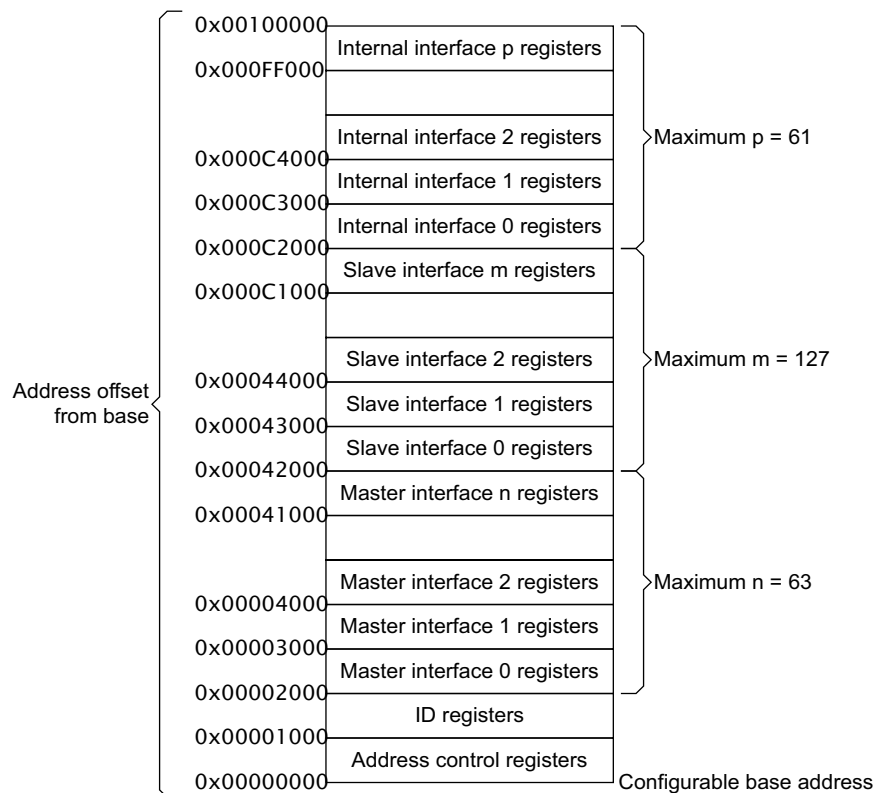 0x00100000
Internal interface p registers
0x000FF000
Internal interface 2 registers
Maximum p = 61
0x000C4000
Internal interface 1 registers
0x000C3000
Internal interface 0 registers
0x000C2000
Slave interface m registers
0x000C1000
Slave interface 2 registers
Maximum m = 127
0x00044000
Address offset
from base
Slave interface 1 registers
0x00043000
Slave interface 0 registers
0x00042000
Master interface n registers
0x00041000
Master interface 2 registers
Maximum n = 63
0x00004000
Master interface 1 registers
0x00003000
Master interface 0 registers
0x00002000
ID registers
0x00001000
Address control registers
0x00000000
Configurable base address